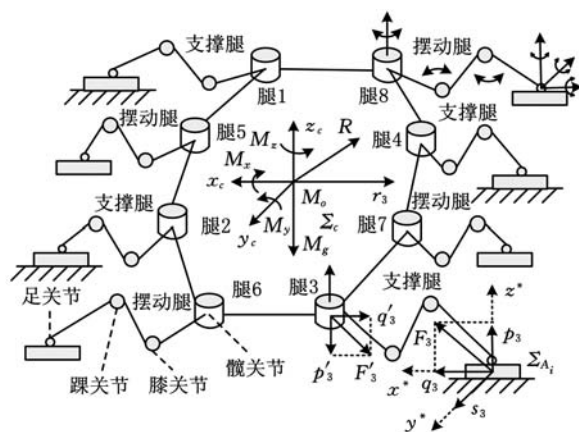 支撑腿
摆动腿
腿1
腿8
支撑腿
摆动腿
腿5
腿4
z_c
R
M_z
M_x
x_c
M_o
r_3
摆动腿
支撑腿
腿2
y_c
M_y
Σ_c
M_g
腿7
足关节
摆动腿
腿6
腿3
支撑腿
q'_3
p'_3
F'_3
z*
F_3
p_3
Σ_{A_i}
x*
q_3
s_3
y*
踝关节
膝关节
髋关节